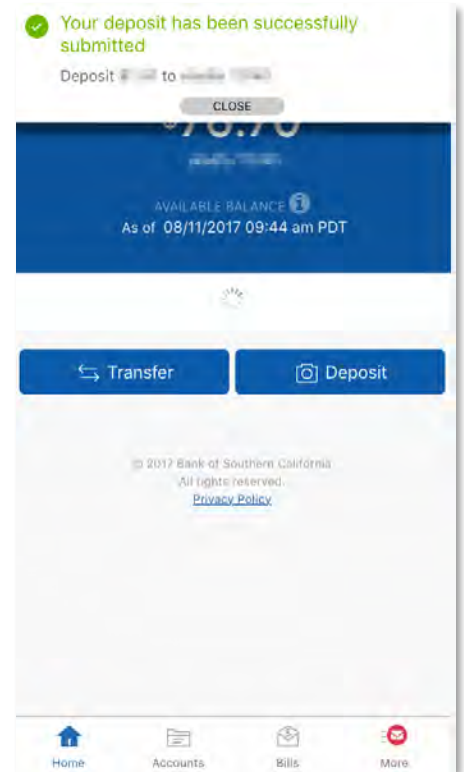 Your deposit has been successfully
submitted
Deposit to
CLOSE
AVAILABLE BALANCE
As of 08/11/2017 09:44 am PDT
Transfer
Deposit
© 2017 Bank of Southern California
All rights reserved.
Privacy Policy
Home
Accounts
Bills
More